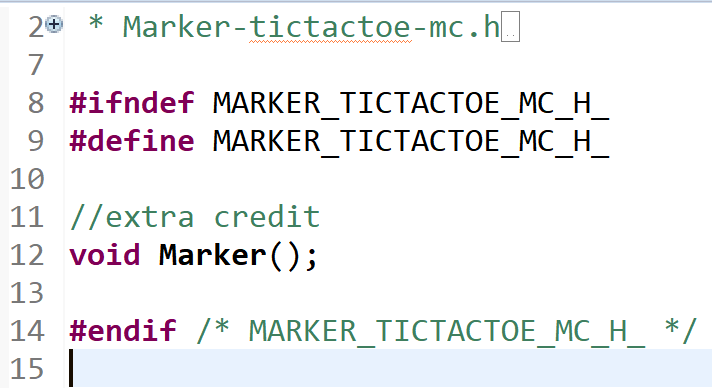 2 * Marker-tictactoe-mc.h
7
8 #ifndef MARKER_TICTACTOE_MC_H_
9 #define MARKER_TICTACTOE_MC_H_
10
11 //extra credit
12 void Marker();
13
14 #endif /* MARKER_TICTACTOE_MC_H_ */
15